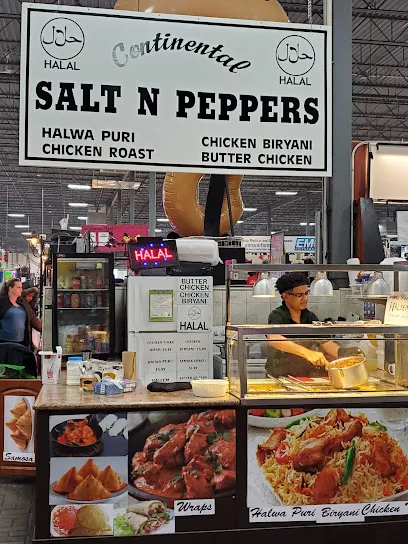 حلال
HALAL
Continental
حلال
HALAL
SALT N PEPPERS
HALWA PURI
CHICKEN ROAST
CHICKEN BIRYANI
BUTTER CHICKEN
HALAL
BUTTER
CHICKEN
CHICKEN
BIRYANI
حلال
HALAL
Samosa
Wraps
Halwa Puri Biryani Chicken